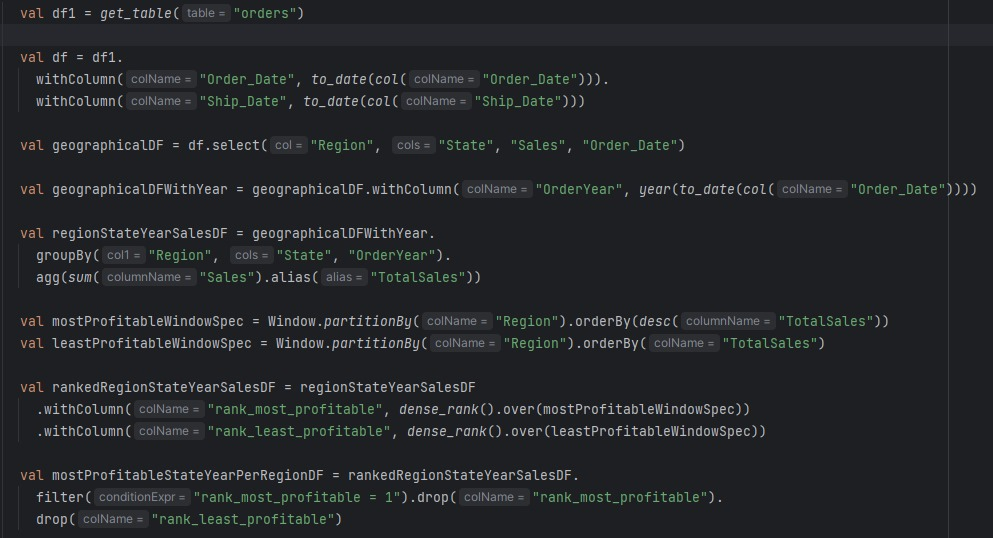 val df1 = get_table( table = "orders")
val df = df1.
withColumn( colName = "Order_Date", to_date(col( colName = "Order_Date"))).
withColumn( colName = "Ship_Date", to_date(col( colName = "Ship_Date")))
val geographicalDF = df.select( col = "Region", cols = "State", "Sales", "Order_Date")
val geographicalDFWithYear = geographicalDF.withColumn( colName = "OrderYear", year(to_date(col( colName = "Order_Date"))))
val regionStateYearSalesDF = geographicalDFWithYear.
groupBy( col1 = "Region", cols = "State", "OrderYear").
agg(sum( columnName = "Sales").alias( alias = "TotalSales"))
val mostProfitableWindowSpec = Window.partitionBy( colName = "Region").orderBy(desc( columnName = "TotalSales"))
val leastProfitableWindowSpec = Window.partitionBy( colName = "Region").orderBy( colName = "TotalSales")
val rankedRegionStateYearSalesDF = regionStateYearSalesDF
.withColumn( colName = "rank_most_profitable", dense_rank().over(mostProfitableWindowSpec))
.withColumn( colName = "rank_least_profitable", dense_rank().over(leastProfitableWindowSpec))
val mostProfitableStateYearPerRegionDF = rankedRegionStateYearSalesDF.
filter( conditionExpr = "rank_most_profitable = 1").drop( colName = "rank_most_profitable").
drop( colName = "rank_least_profitable")